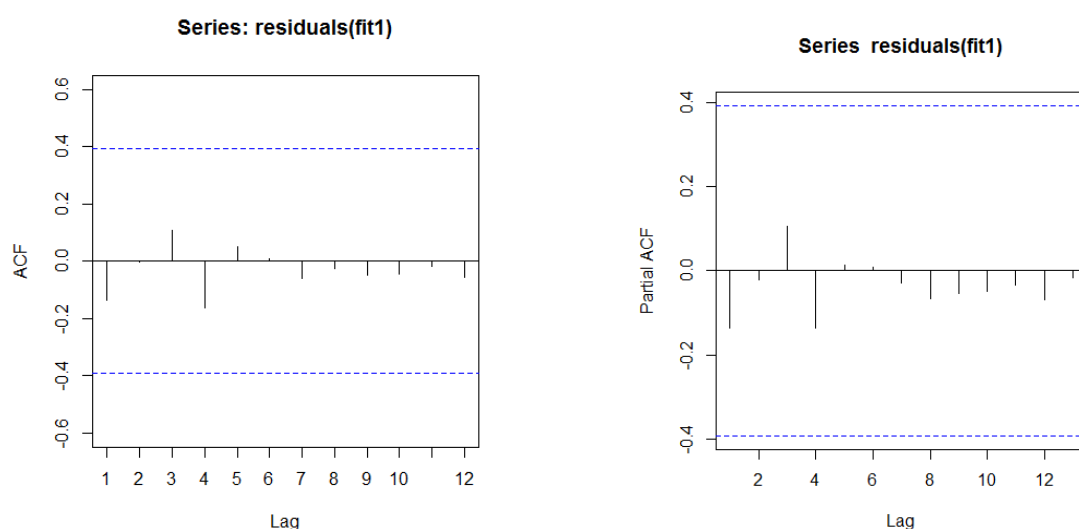 Series: residuals(fit1)
ACF
0.6
0.4
0.2
0.0
-0.2
-0.4
-0.6
1 2 3 4 5 6 7 8 9 10 12
Lag
Series residuals(fit1)
Partial ACF
0.4
0.2
0.0
-0.2
-0.4
2 4 6 8 10 12
Lag